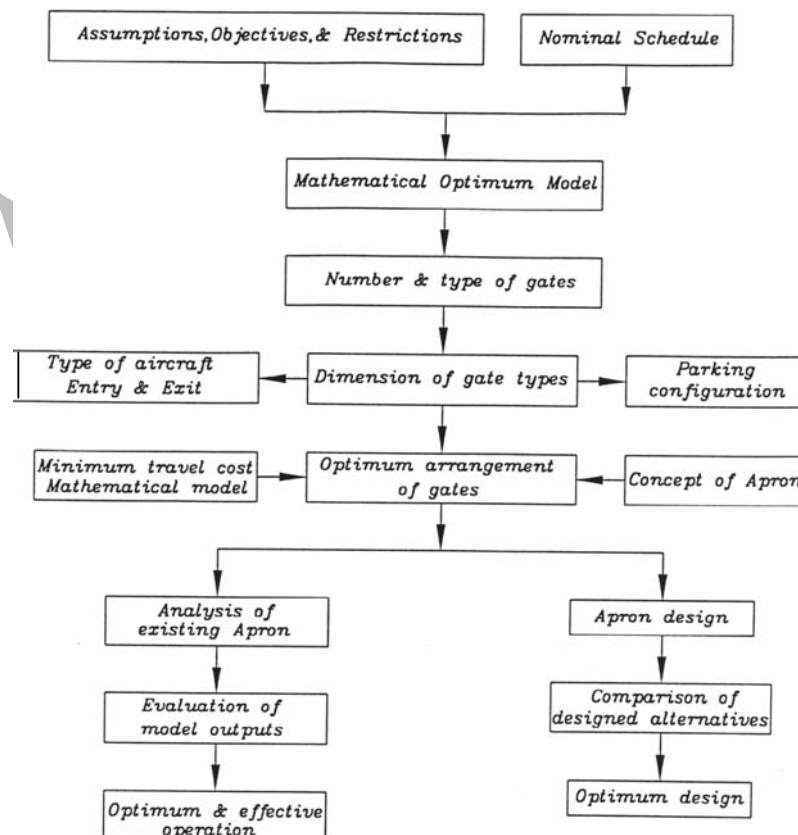 Assumptions, Objectives, & Restrictions
Nominal Schedule
Mathematical Optimum Model
Number & type of gates
Type of aircraft
Entry & Exit
Dimension of gate types
Parking
configuration
Minimum travel cost
Mathematical model
Optimum arrangement
of gates
Concept of Apron
Analysis of
existing Apron
Apron design
Evaluation of
model outputs
Comparison of
designed alternatives
Optimum & effective
operation
Optimum design